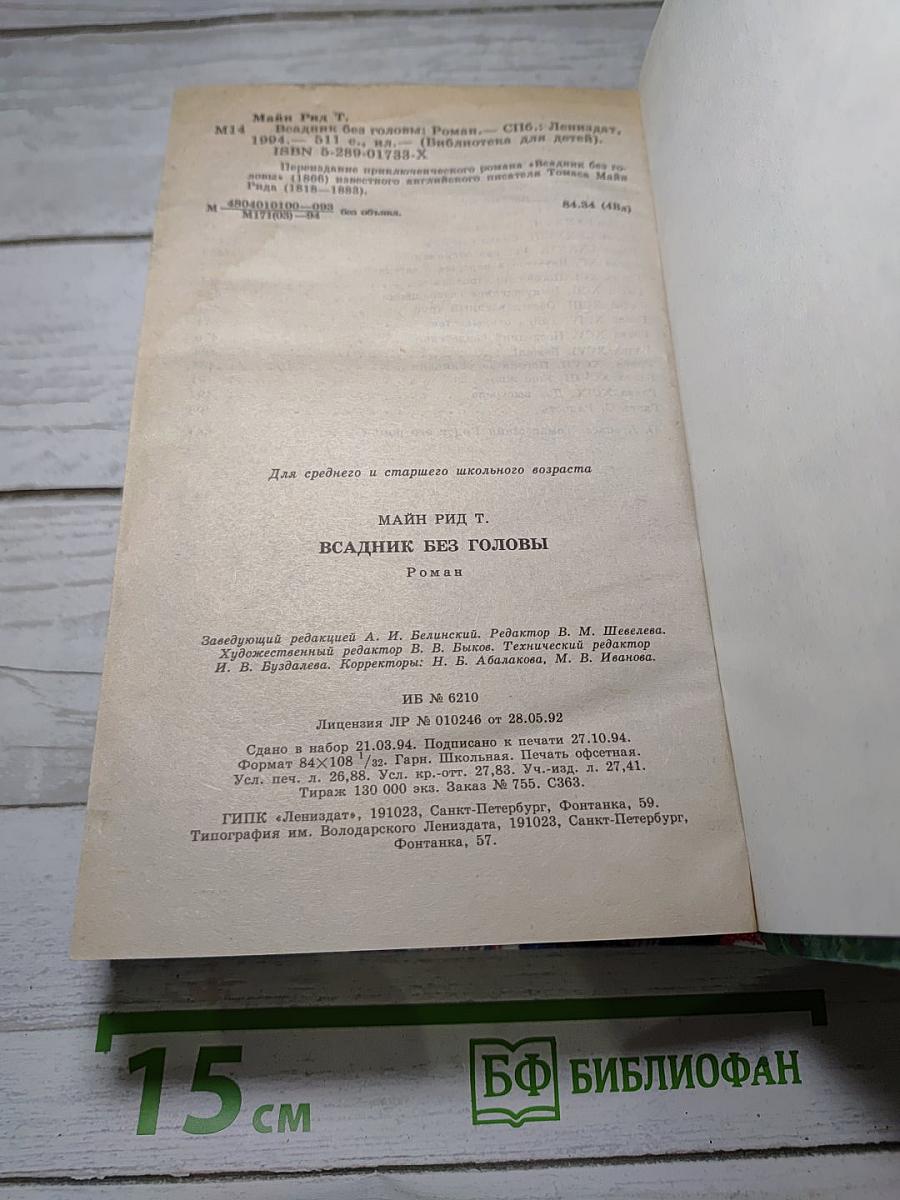 Майн Рид Т.
М14 Всадник без головы: Роман.— СПб.: Лениздат,
1994.— 511 с., ил.— (Библиотека для детей).
ISBN 5-289-01733-X
Переиздание приключенческого романа «Всадник без го-
ловы» (1866) известного английского писателя Томаса Майн
Рида (1818—1883).
М 4804010100—093 без объявл. 84.34 (4Вл)
М171(03)—94
Для среднего и старшего школьного возраста
МАЙН РИД Т.
ВСАДНИК БЕЗ ГОЛОВЫ
Роман
Заведующий редакцией А. И. Белинский. Редактор В. М. Шевелева.
Художественный редактор В. В. Быков. Технический редактор
И. В. Буздалева. Корректоры: Н. Б. Абалакова, М. В. Иванова.
ИБ № 6210
Лицензия ЛР № 010246 от 28.05.92
Сдано в набор 21.03.94. Подписано к печати 27.10.94.
Формат 84×108 1/32. Гарн. Школьная. Печать офсетная.
Усл. печ. л. 26,88. Усл. кр.-отт. 27,83. Уч.-изд. л. 27,41.
Тираж 130 000 экз. Заказ № 755. С363.
ГИПК «Лениздат», 191023, Санкт-Петербург, Фонтанка, 59.
Типография им. Володарского Лениздата, 191023, Санкт-Петербург,
Фонтанка, 57.
15 см
БФ БИБЛИОФАН